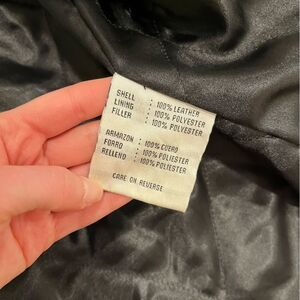 SHELL : 100% LEATHER
LINING : 100% POLYESTER
FILLER : 100% POLYESTER
ARMAZON : 100% CUERO
FORRO : 100% POLIESTER
RELLENO : 100% POLIESTER
CARE ON REVERSE